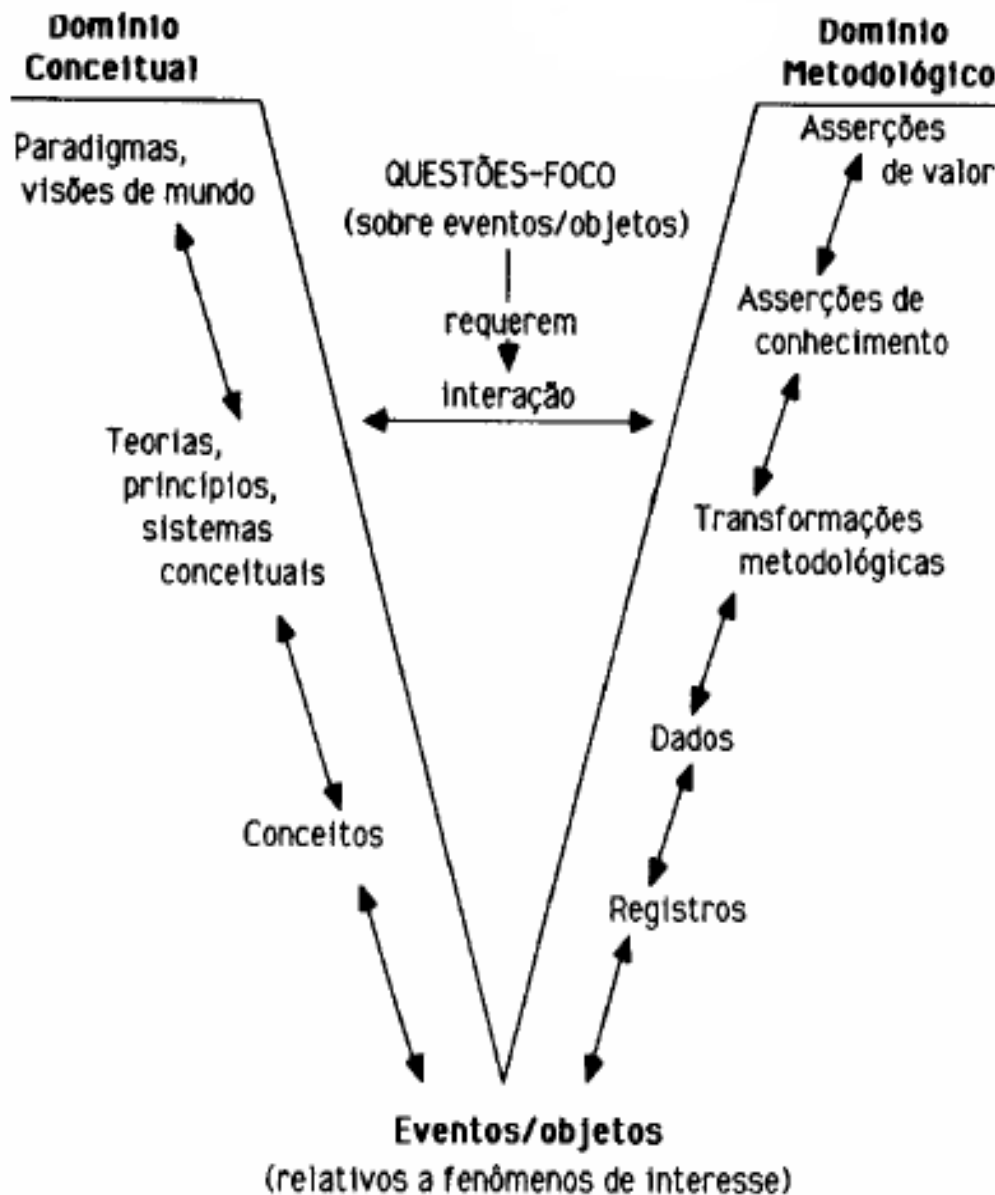 Domínio
Conceitual
Paradigmas,
visões de mundo
Teorias,
princípios,
sistemas
conceituais
Conceitos
QUESTÕES-FOCO
(sobre eventos/objetos)
requerem
interação
Domínio
Metodológico
Asserções
de valor
Asserções de
conhecimento
Transformações
metodológicas
Dados
Registros
Eventos/objetos
(relativos a fenômenos de interesse)